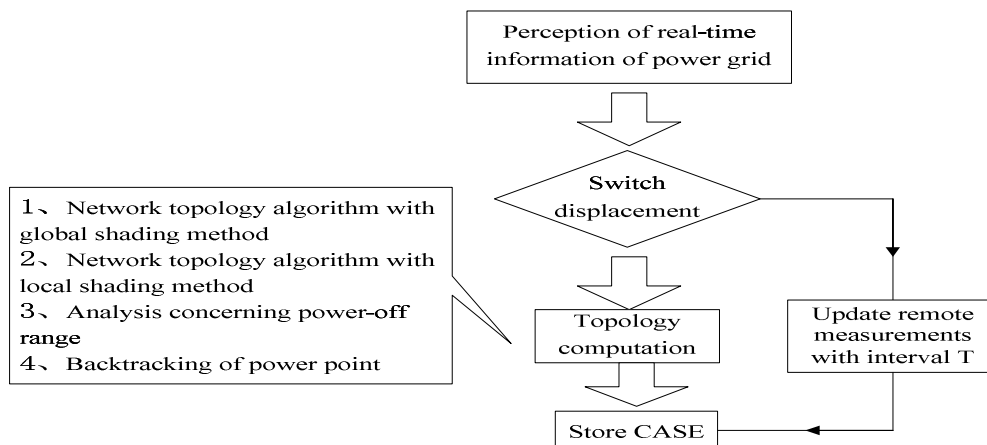 Perception of real-time
information of power grid
Switch
displacement
1、Network topology algorithm with
global shading method
2、Network topology algorithm with
local shading method
3、Analysis concerning power-off
range
4、Backtracking of power point
Topology
computation
Update remote
measurements
with interval T
Store CASE